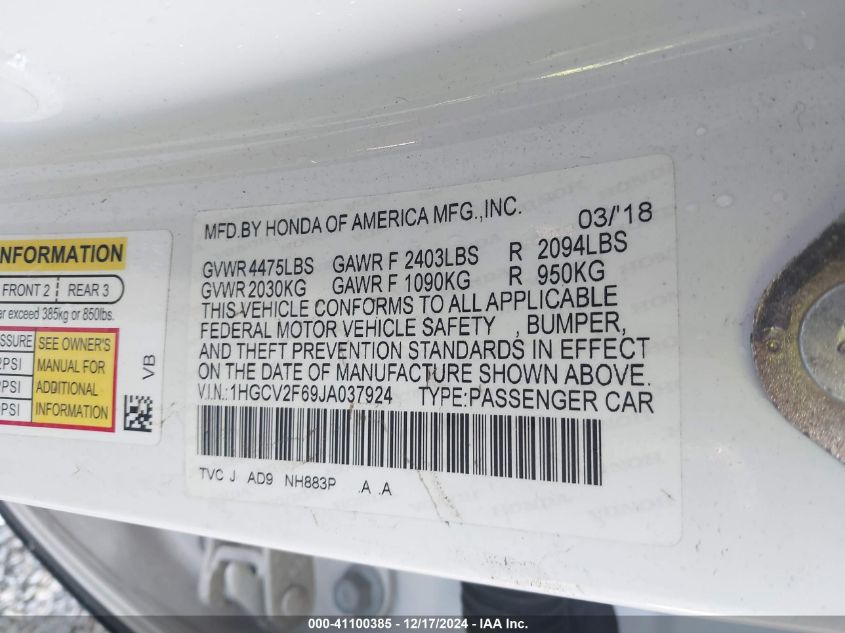 MFD.BY HONDA OF AMERICA MFG.,INC. 03/'18
GVWR 4475LBS GAWR F 2403LBS R 2094LBS
GVWR 2030KG GAWR F 1090KG R 950KG
THIS VEHICLE CONFORMS TO ALL APPLICABLE
FEDERAL MOTOR VEHICLE SAFETY , BUMPER,
AND THEFT PREVENTION STANDARDS IN EFFECT
ON THE DATE OF MANUFACTURE SHOWN ABOVE.
V.I.N.:1HGCV2F69JA037924 TYPE:PASSENGER CAR
TVC J AD9 NH883P .A .A
INFORMATION
FRONT 2 REAR 3
exceed 385kg or 850lbs.
SEE OWNER'S
MANUAL FOR
ADDITIONAL
INFORMATION
PSI
PSI
PSI
VB
000-41100385 - 12/17/2024 - IAA Inc.